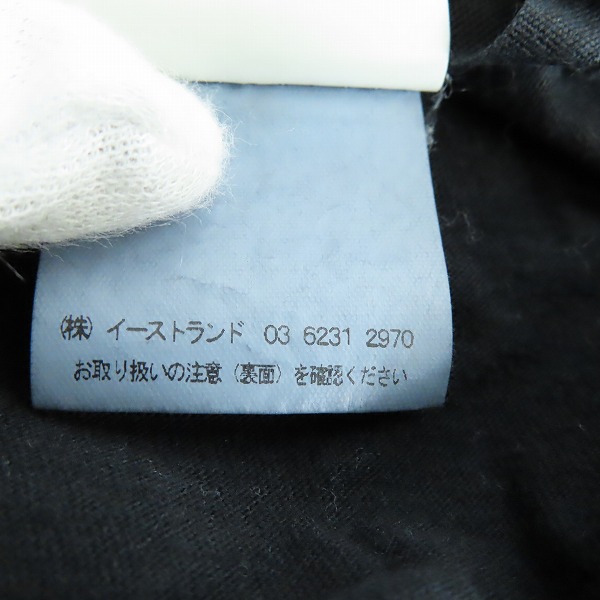 (株) イーストランド 03 6231 2970
お取り扱いの注意 (裏面) を確認ください